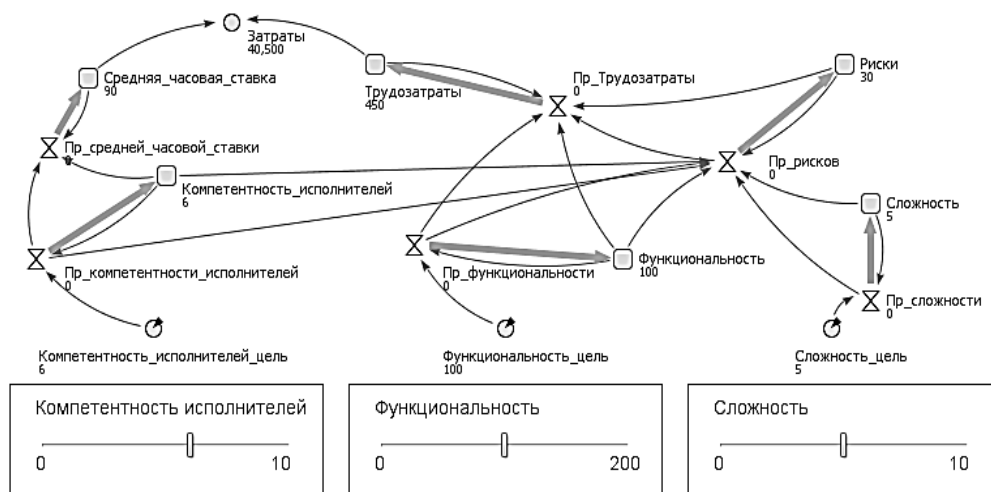 Затраты
40,500
Средняя_часовая_ставка
90
Трудозатраты
450
Пр_Трудозатраты
0
Риски
30
Пр_средней_часовой_ставки
0
Компетентность_исполнителей
6
Пр_рисков
0
Сложность
5
Пр_компетентности_исполнителей
0
Пр_функциональности
0
Функциональность
100
Пр_сложности
0
Компетентность_исполнителей_цель
6
Функциональность_цель
100
Сложность_цель
5
Компетентность исполнителей
0 10
Функциональность
0 200
Сложность
0 10